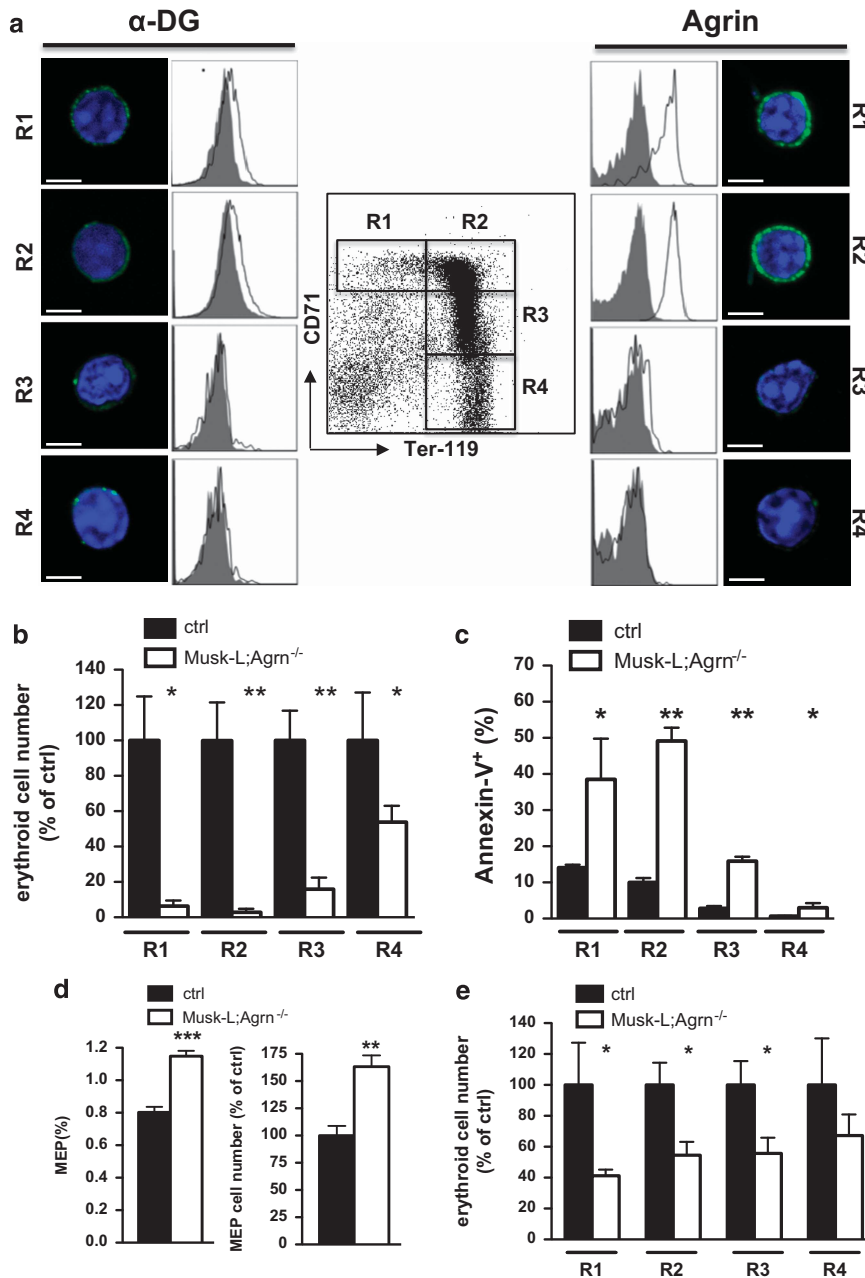 a
α-DG
Agrin
R1
R2
R3
R4
R1
R2
R3
R4
CD71
Ter-119
R1
R2
R3
R4
b
ctrl
Musk-L;Agrn-/-
erythroid cell number
(% of ctrl)
140
120
100
80
60
40
20
0
* ** ** *
R1 R2 R3 R4
c
ctrl
Musk-L;Agrn-/-
Annexin-V+ (%)
70
60
50
40
30
20
10
0
* ** ** *
R1 R2 R3 R4
d
ctrl
Musk-L;Agrn-/-
MEP(%)
1.2
1.0
0.8
0.6
0.4
0.2
0.0
***
MEP cell number (% of ctrl)
175
150
125
100
75
50
25
0
**
e
ctrl
Musk-L;Agrn-/-
erythroid cell number
(% of ctrl)
140
120
100
80
60
40
20
0
* * *
R1 R2 R3 R4